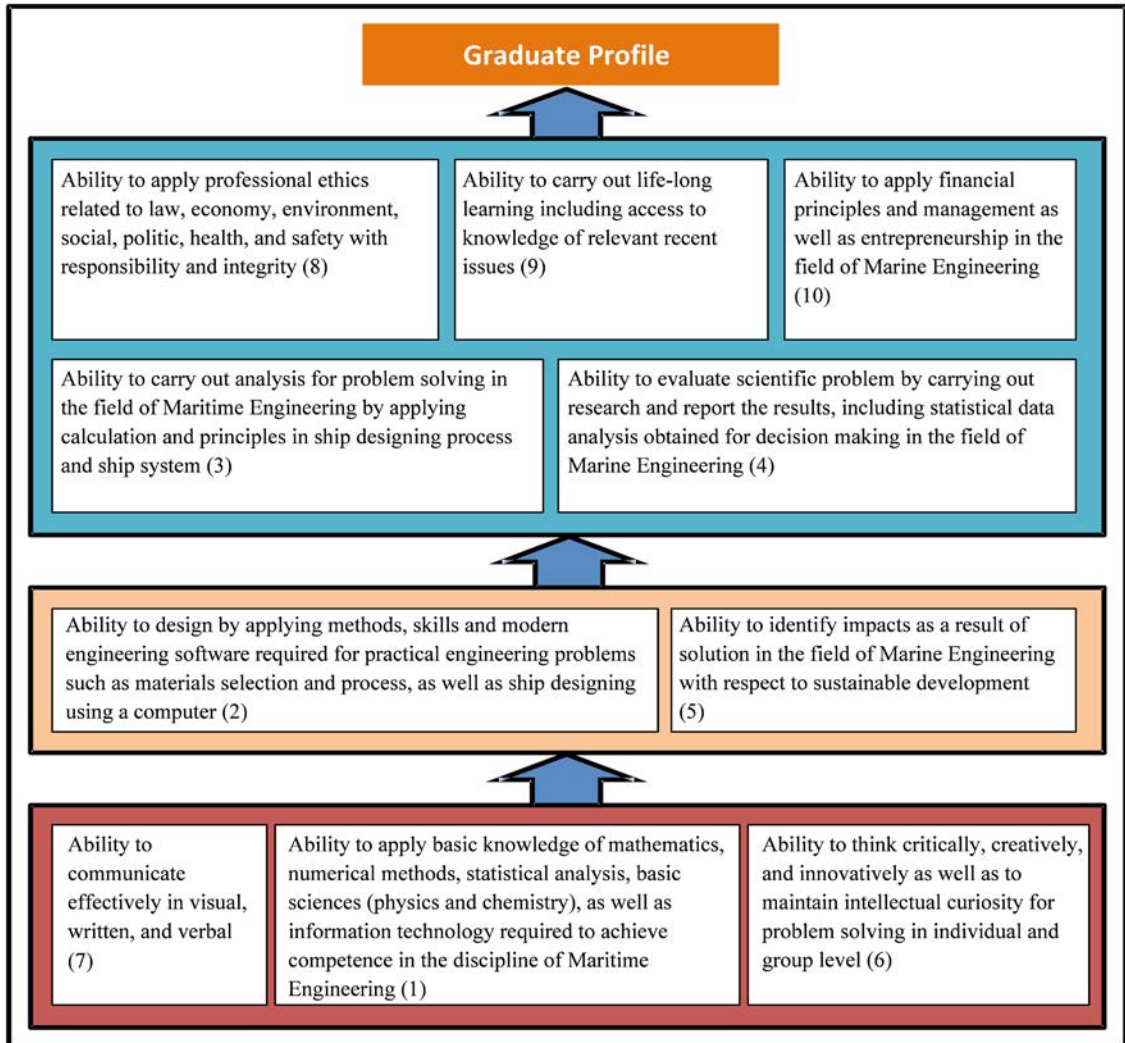 Graduate Profile
Ability to apply professional ethics
related to law, economy, environment,
social, politic, health, and safety with
responsibility and integrity (8)
Ability to carry out life-long
learning including access to
knowledge of relevant recent
issues (9)
Ability to apply financial
principles and management as
well as entrepreneurship in the
field of Marine Engineering
(10)
Ability to carry out analysis for problem solving in
the field of Maritime Engineering by applying
calculation and principles in ship designing process
and ship system (3)
Ability to evaluate scientific problem by carrying out
research and report the results, including statistical data
analysis obtained for decision making in the field of
Marine Engineering (4)
Ability to design by applying methods, skills and modern
engineering software required for practical engineering problems
such as materials selection and process, as well as ship designing
using a computer (2)
Ability to identify impacts as a result of
solution in the field of Marine Engineering
with respect to sustainable development
(5)
Ability to
communicate
effectively in visual,
written, and verbal
(7)
Ability to apply basic knowledge of mathematics,
numerical methods, statistical analysis, basic
sciences (physics and chemistry), as well as
information technology required to achieve
competence in the discipline of Maritime
Engineering (1)
Ability to think critically, creatively,
and innovatively as well as to
maintain intellectual curiosity for
problem solving in individual and
group level (6)